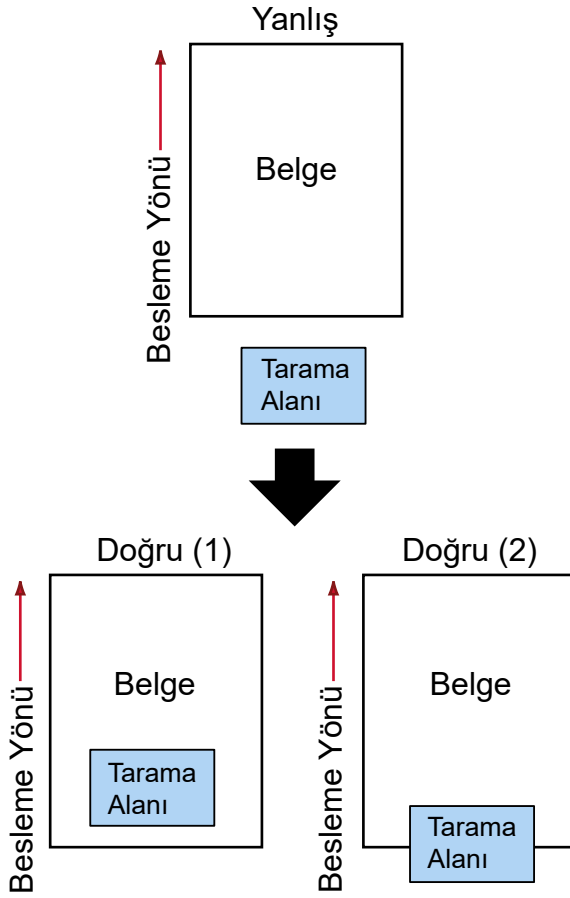 Yanlış
Besleme Yönü
Belge
Tarama
Alanı
Doğru (1)
Besleme Yönü
Belge
Tarama
Alanı
Doğru (2)
Besleme Yönü
Belge
Tarama
Alanı